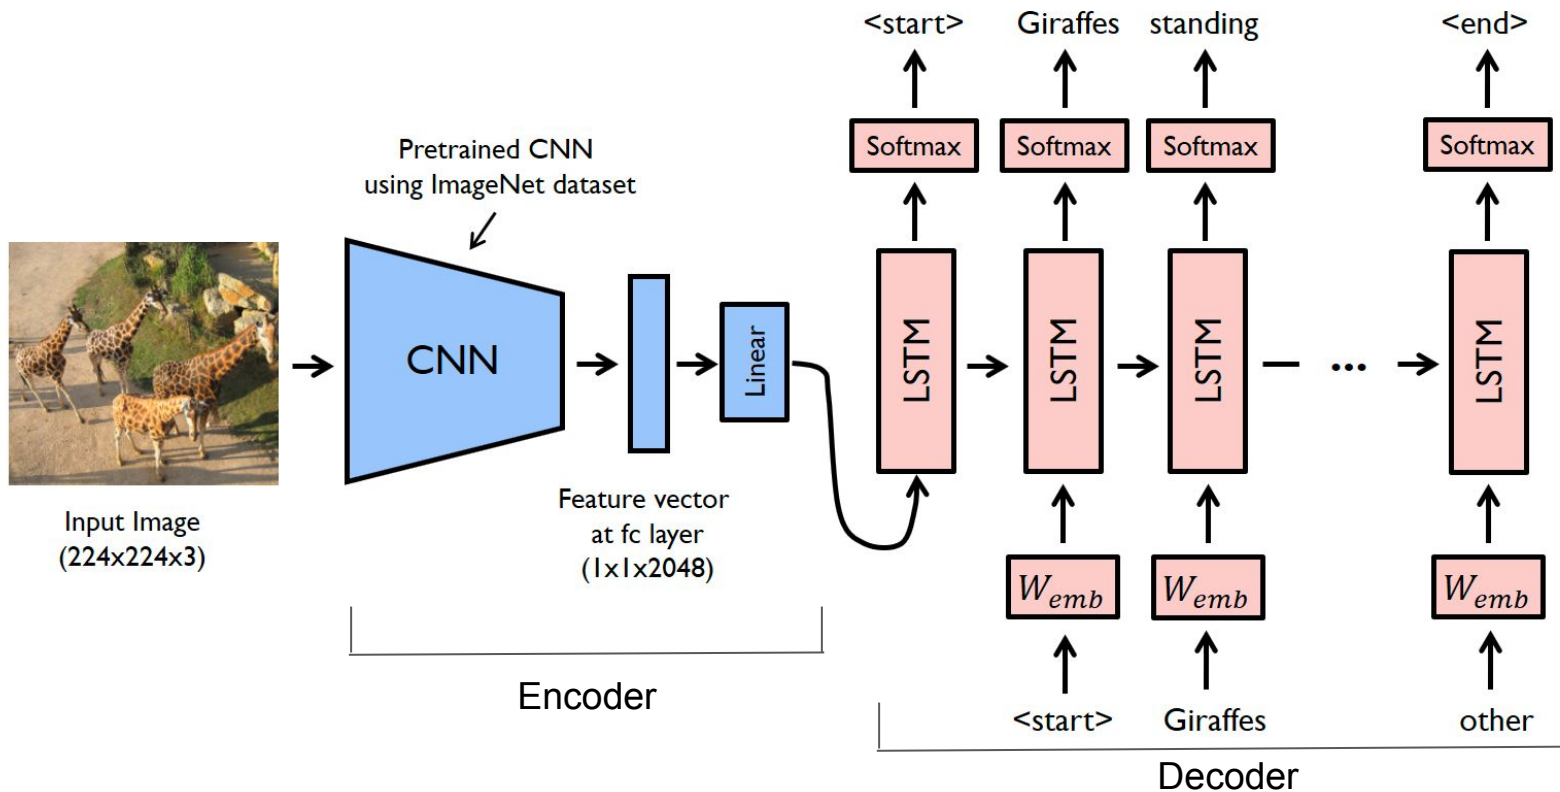 <start> Giraffes standing <end>
Softmax Softmax Softmax Softmax
Pretrained CNN
using ImageNet dataset
CNN
Linear
LSTM LSTM LSTM ... LSTM
Input Image
(224x224x3)
Feature vector
at fc layer
(1x1x2048)
W_emb W_emb W_emb
<start> Giraffes other
Encoder
Decoder